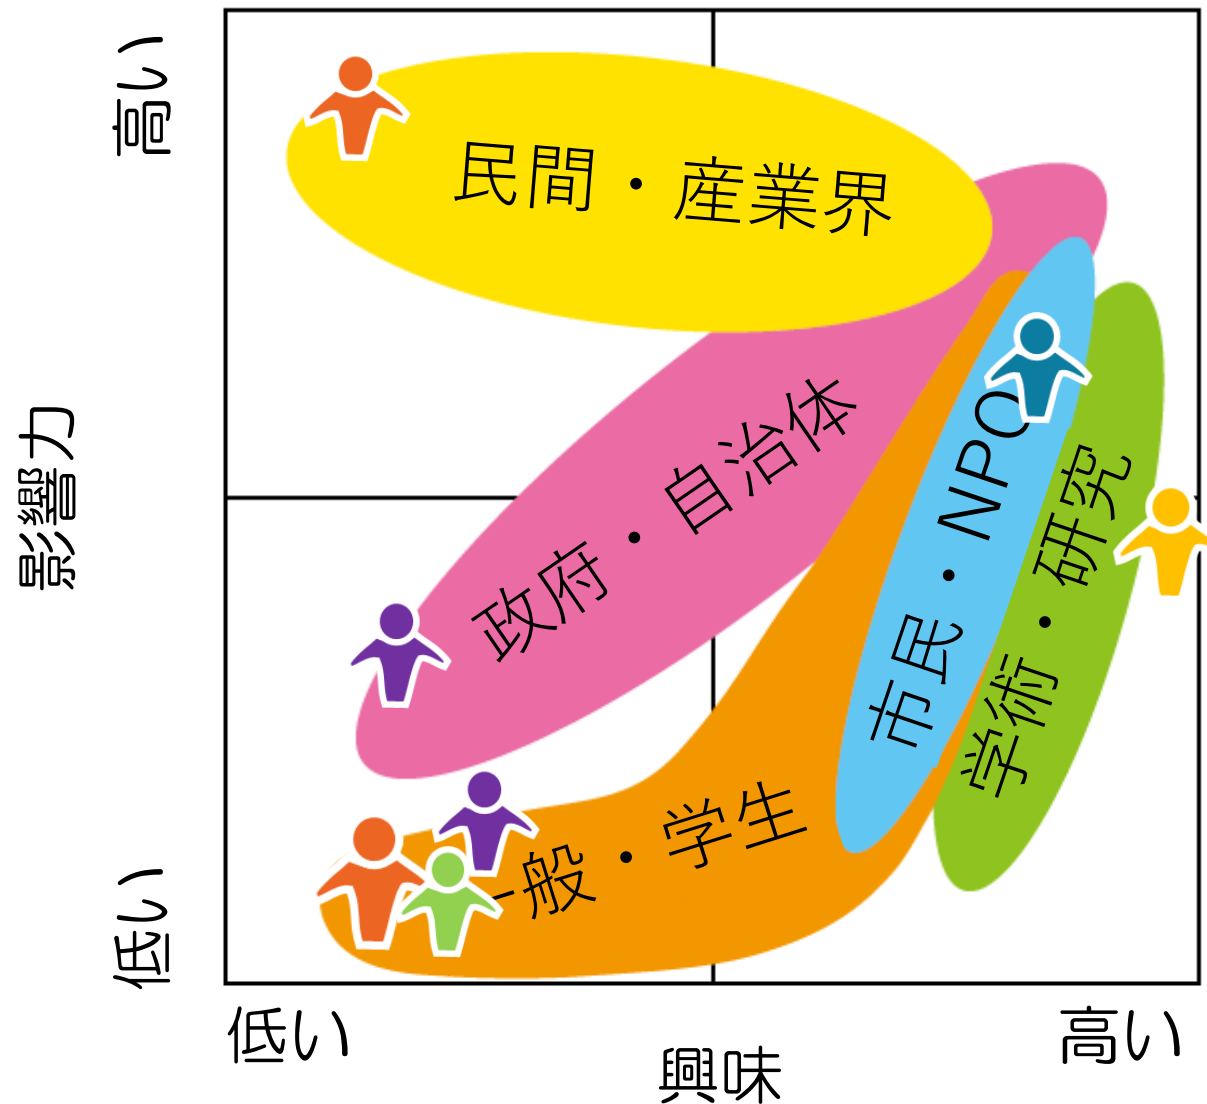 高い
民間・産業界
影響力
政府・自治体
市民・NPO
学術・研究
一般・学生
低い
低い
高い
興味